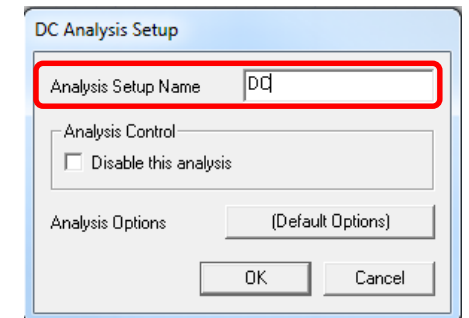 DC Analysis Setup
Analysis Setup Name DC
Analysis Control
Disable this analysis
Analysis Options (Default Options)
OK Cancel